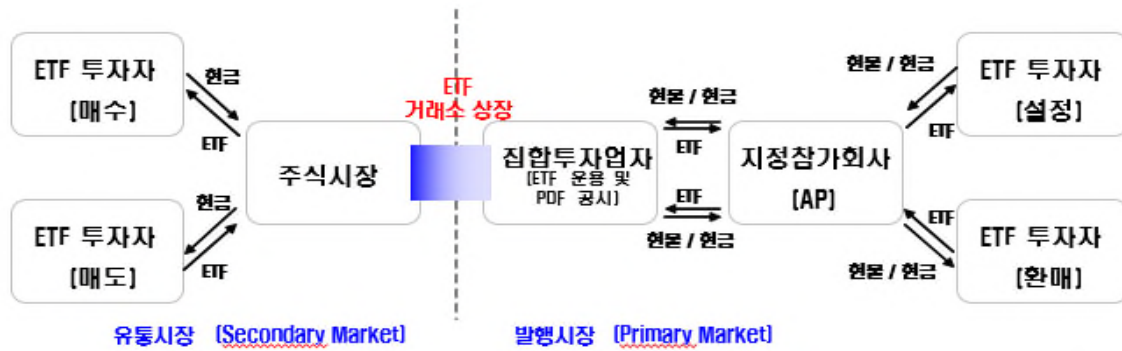 ETF 투자자
[매수]
현금
ETF
ETF 투자자
[매도]
현금
ETF
주식시장
ETF
거래소 상장
집합투자업자
[ETF 운용 및
PDF 공시]
현물 / 현금
ETF
ETF
현물 / 현금
지정참가회사
[AP]
현물 / 현금
ETF
ETF 투자자
[설정]
ETF
현물 / 현금
ETF 투자자
[환매]
유통시장 [Secondary Market]
발행시장 [Primary Market]